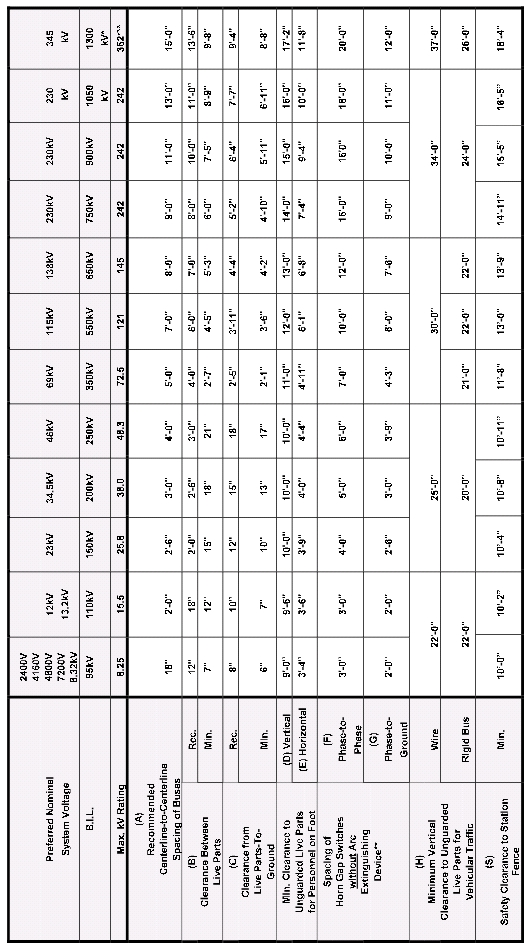 Preferred Nominal System Voltage 2400V 4160V 4800V 7200V 8.32kV 12kV 13.2kV 23kV 34.5kV 46kV 69kV 115kV 138kV 230kV 230kV 230 kV 345 kV
B.I.L. 95kV 110kV 150kV 200kV 250kV 350kV 550kV 650kV 750kV 900kV 1050 kV 1300 kV^
Max. kV Rating 8.25 15.5 25.8 38.0 48.3 72.5 121 145 242 242 242 362^^
(A)
Recommended
Centerline-to-Centerline
Spacing of Buses 18" 2'-0" 2'-6" 3'-0" 4'-0" 5'-0" 7'-0" 8'-0" 9'-0" 11'-0" 13'-0" 15'-0"
(B) Rec. 12" 18" 2'-0" 2'-6" 3'-0" 4'-0" 6'-0" 7'-0" 8'-0" 10'-0" 11'-0" 13'-6"
Clearance Between
Live Parts Min. 7" 12" 15" 18" 21" 2'-7" 4'-5" 5'-3" 6'-0" 7'-5" 8'-9" 9'-8"
(C) Rec. 8" 10" 12" 15" 18" 2'-5" 3'-11" 4'-4" 5'-2" 6'-4" 7'-7" 9'-4"
Clearance from
Live Parts-To-
Ground Min. 6" 7" 10" 13" 17" 2'-1" 3'-6" 4'-2" 4'-10" 5'-11" 6'-11" 8'-8"
Min. Clearance to (D) Vertical 9'-0" 9'-6" 10'-0" 10'-0" 10'-0" 11'-0" 12'-0" 13'-0" 14'-0" 15'-0" 16'-0" 17'-2"
Unguarded Live Parts (E) Horizontal 3'-4" 3'-6" 3'-9" 4'-0" 4'-4" 4'-11" 6'-1" 6'-8" 7'-4" 9'-4" 10'-0" 11'-8"
for Personnel on Foot
Spacing of
Horn Gap Switches
without Arc
Extinguishing
Device**
(F)
Phase-to-
Phase 3'-0" 3'-0" 4'-0" 5'-0" 6'-0" 7'-0" 10'-0" 12'-0" 16'0" 18'-0" 20'-0"
(G)
Phase-to-
Ground 2'-0" 2'-0" 2'-6" 3'-0" 3'-9" 4'-3" 6'-0" 7'-6" 9'-0" 10'-0" 11'-0" 12'-0"
(H)
Minimum Vertical
Clearance to Unguarded
Live Parts for
Vehicular Traffic
Wire 22'-0" 25'-0" 30'-0" 34'-0" 37'-0"
Rigid Bus 22'-0" 20'-0" 21'-0" 22'-0" 22'-0" 24'-0" 26'-0"
(S)
Safety Clearance to Station
Fence Min. 10'-0" 10'-2" 10'-4" 10'-8" 10'-11" 11'-8" 13'-0" 13'-9" 14'-11" 15'-5" 16'-5" 18'-4"